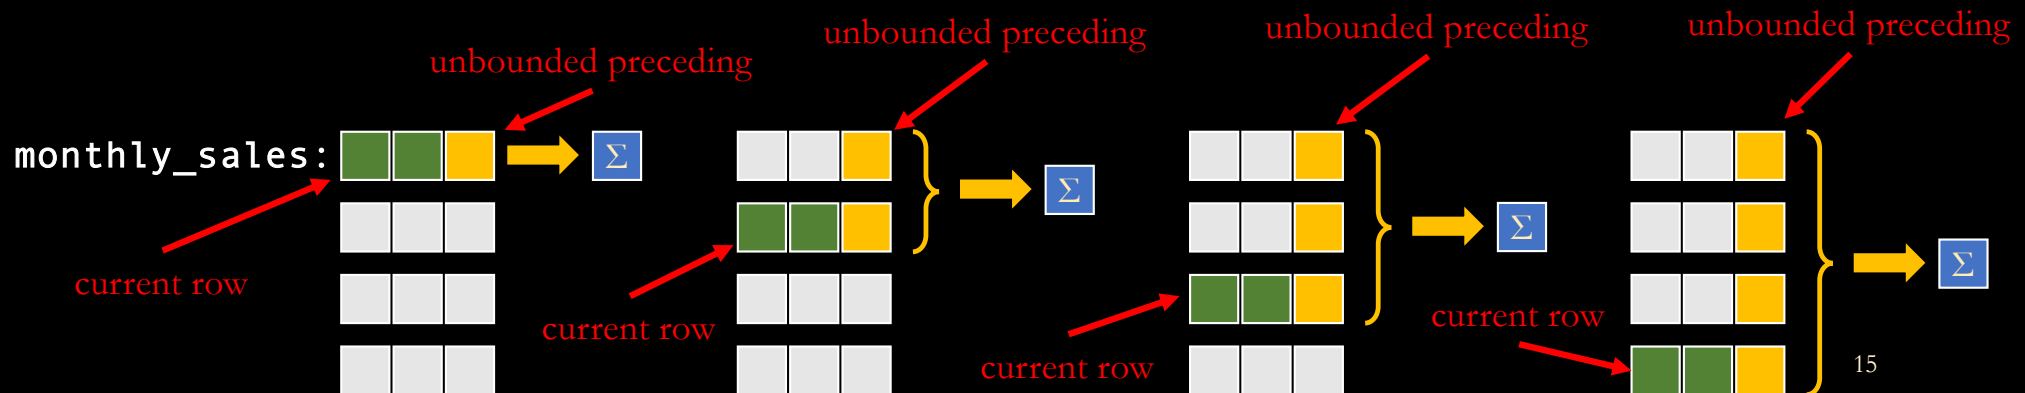 unbounded preceding
unbounded preceding
unbounded preceding
unbounded preceding
monthly_sales:
Σ
Σ
Σ
Σ
current row
current row
current row
current row
15